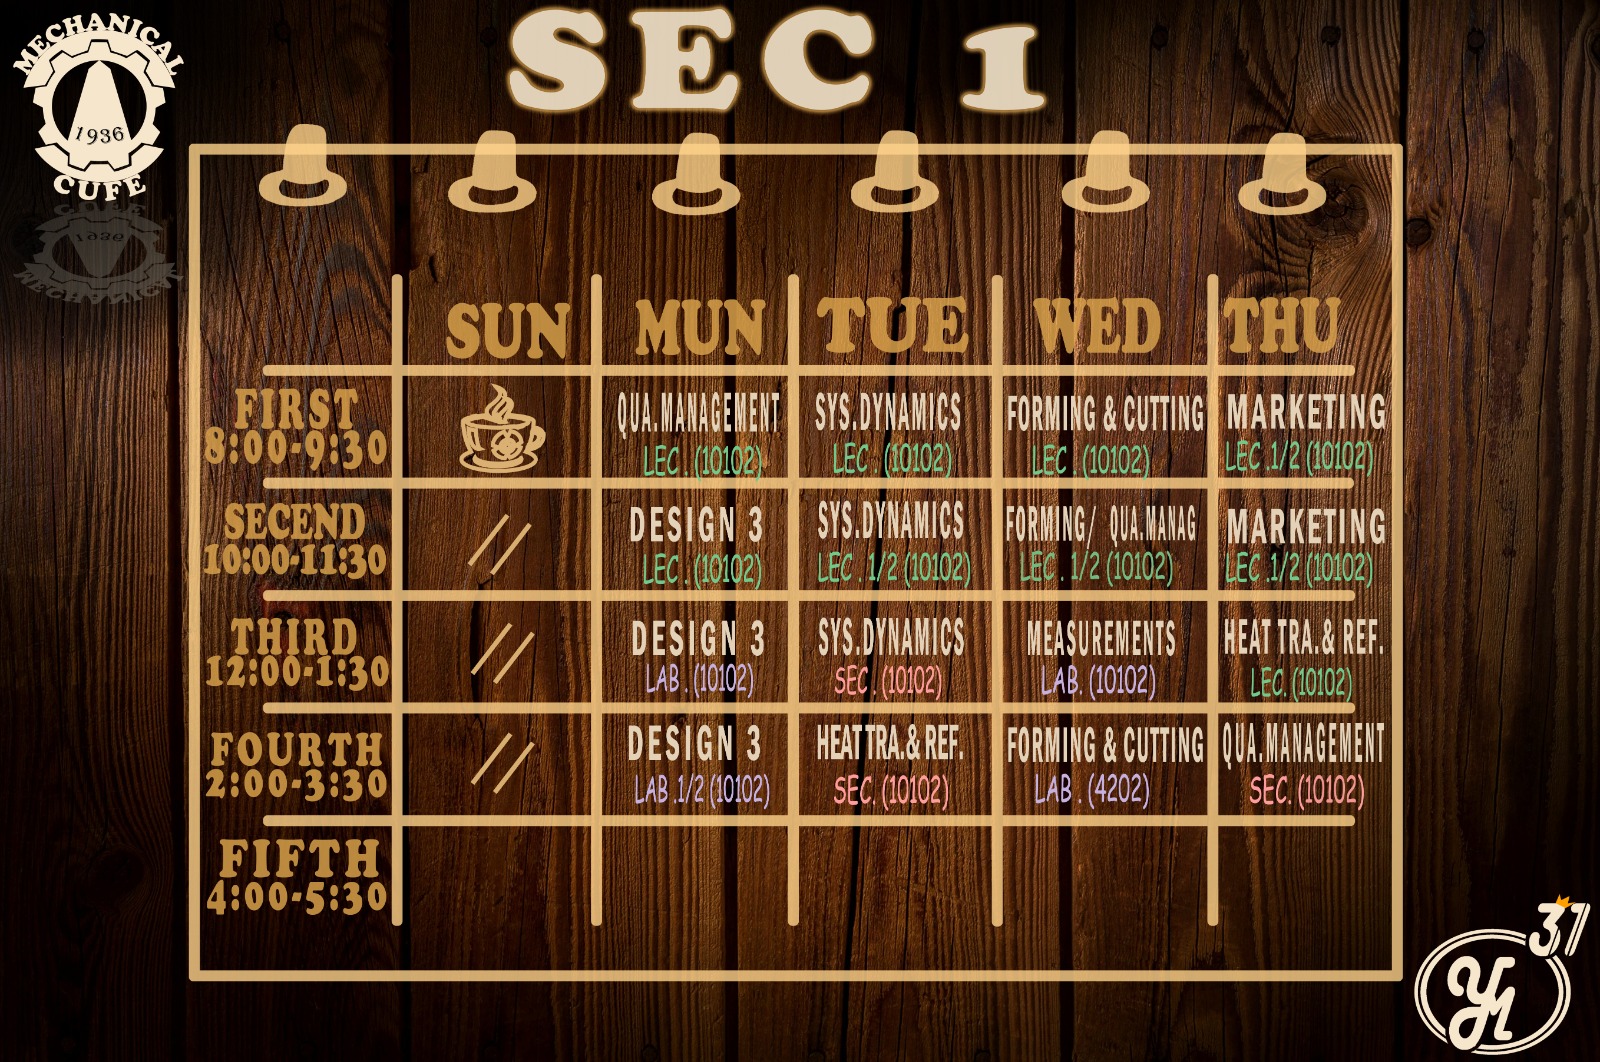 MECHANICAL
1936
CUFE
SEC 1
SUN MUN TUE WED THU
FIRST
8:00-9:30
QUA.MANAGEMENT
LEC . (10102)
SYS.DYNAMICS
LEC . (10102)
FORMING & CUTTING
LEC . (10102)
MARKETING
LEC .1/2 (10102)
SECEND
10:00-11:30
DESIGN 3
LEC . (10102)
SYS.DYNAMICS
LEC . 1/2 (10102)
FORMING/ QUA.MANAG
LEC . 1/2 (10102)
MARKETING
LEC .1/2 (10102)
THIRD
12:00-1:30
DESIGN 3
LAB . (10102)
SYS.DYNAMICS
SEC . (10102)
MEASUREMENTS
LAB. (10102)
HEAT TRA.& REF.
LEC. (10102)
FOURTH
2:00-3:30
DESIGN 3
LAB .1/2 (10102)
HEAT TRA.& REF.
SEC. (10102)
FORMING & CUTTING
LAB . (4202)
QUA.MANAGEMENT
SEC. (10102)
FIFTH
4:00-5:30
31